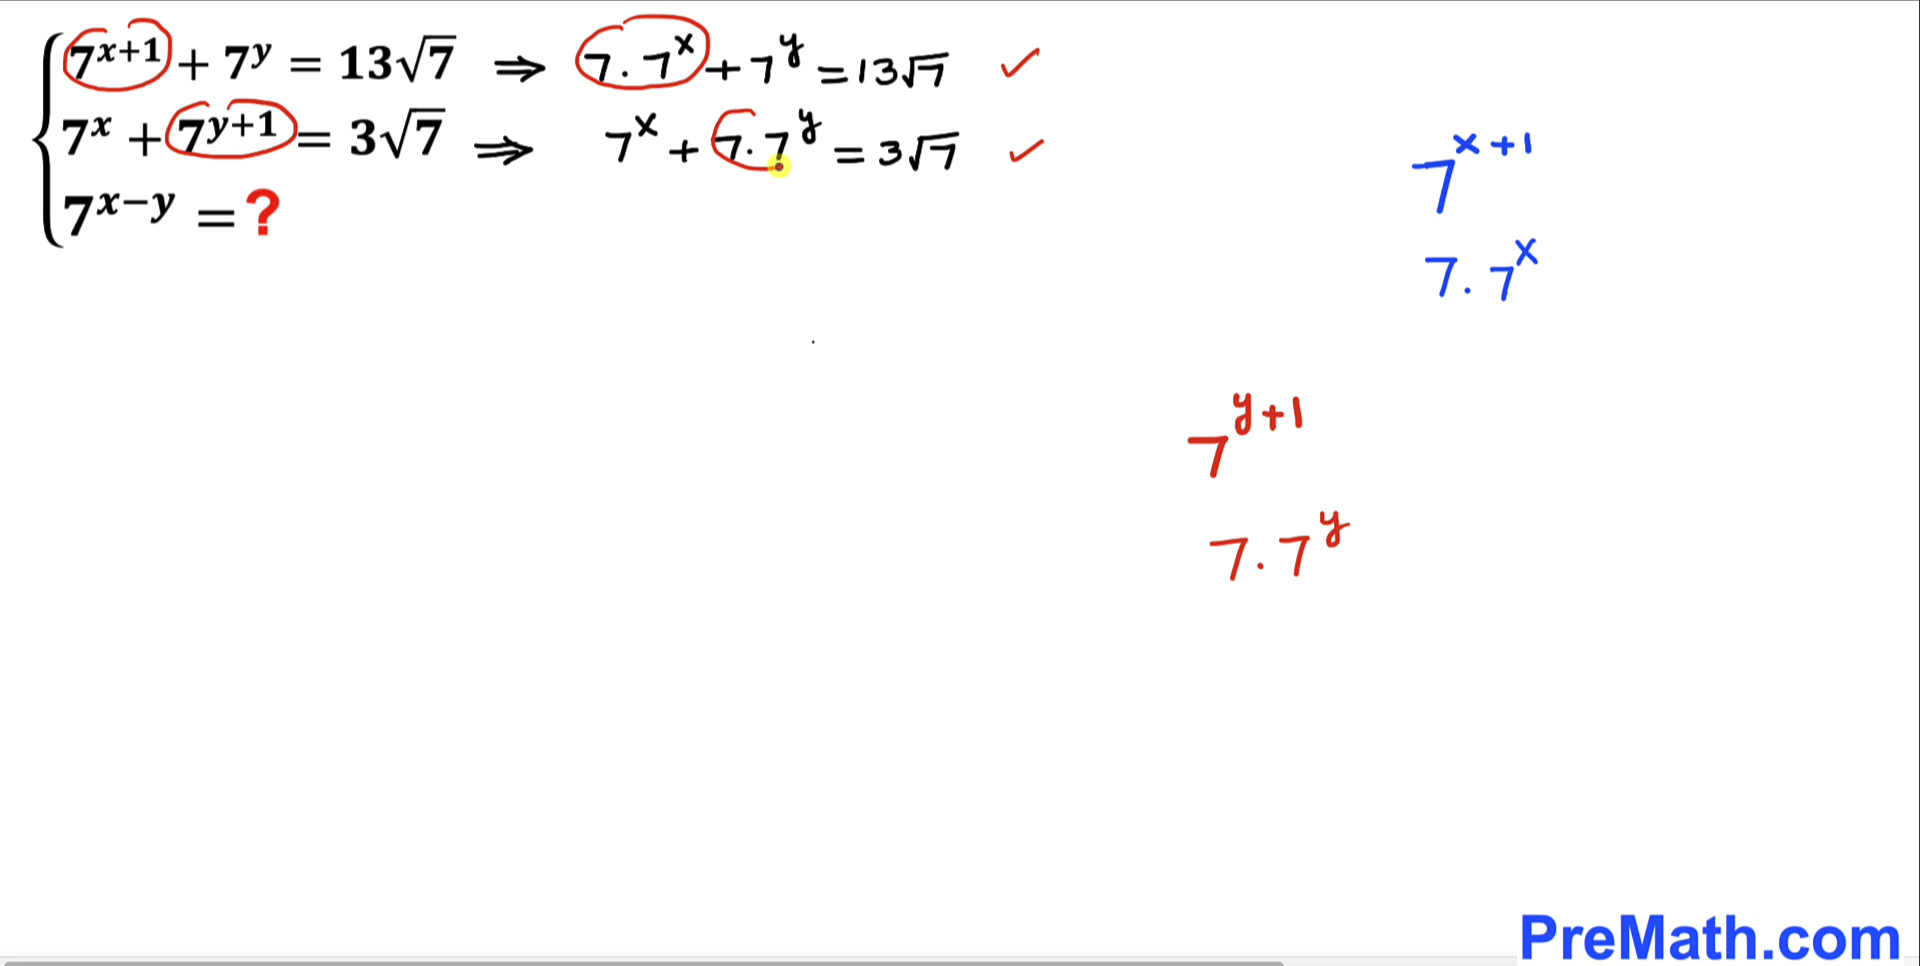 7^{x+1} + 7^y = 13√7 ⇒ 7 . 7^x + 7^y = 13√7 ✓
7^x + 7^{y+1} = 3√7 ⇒ 7^x + 7 . 7^y = 3√7 ✓
7^{x−y} = ?
7^{x+1}
7 . 7^x
7^{y+1}
7 . 7^y
PreMath.com